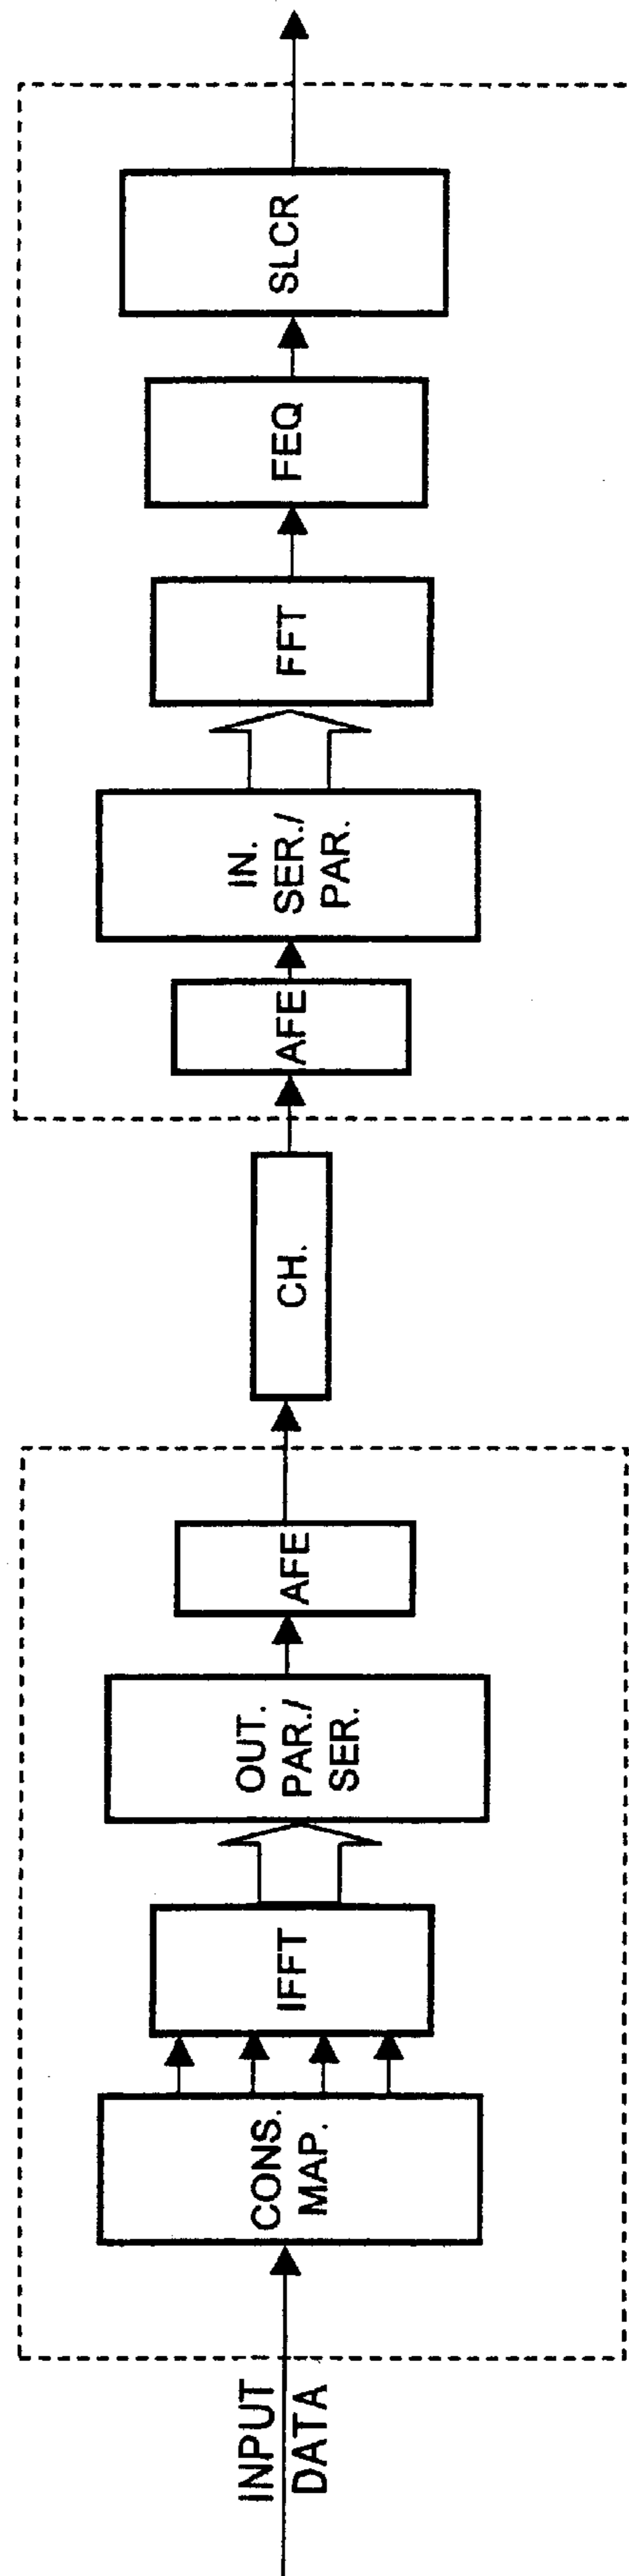 INPUT
DATA
CONS.
MAP.
IFFT
OUT.
PAR./
SER.
AFE
CH.
AFE
IN.
SER./
PAR.
FFT
FEQ
SLCR